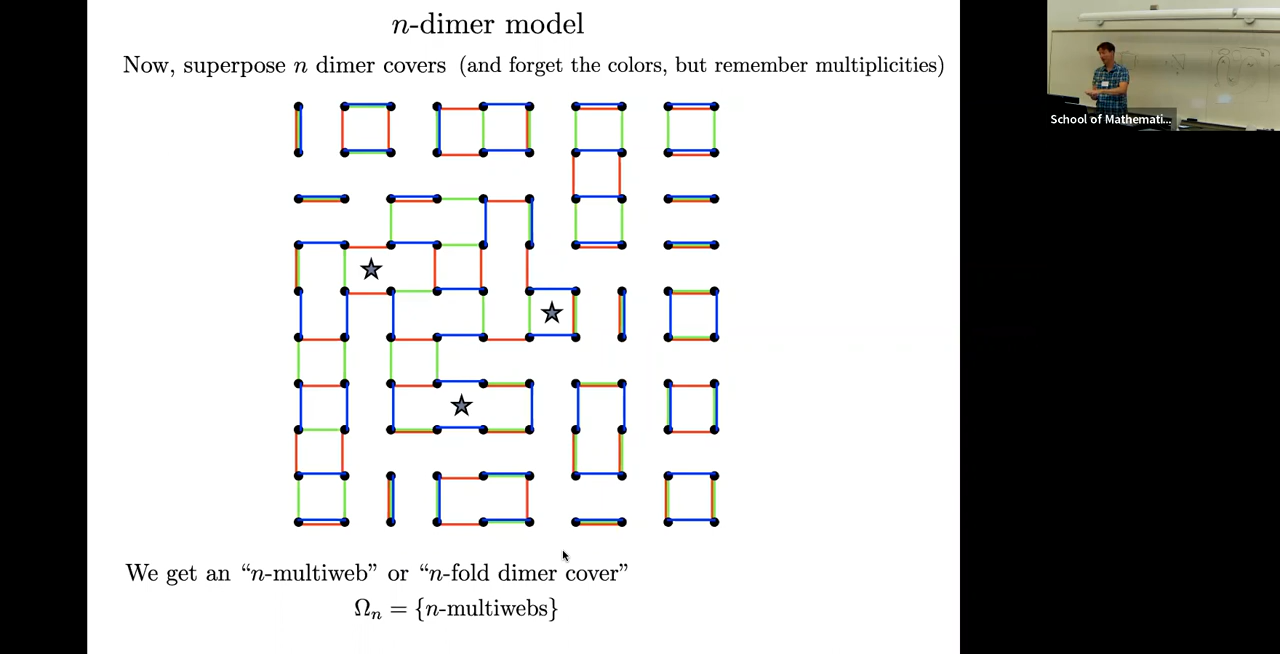 n-dimer model
Now, superpose n dimer covers (and forget the colors, but remember multiplicities)
School of Mathemati...
We get an “n-multiweb” or “n-fold dimer cover”
Ωₙ = {n-multiwebs}